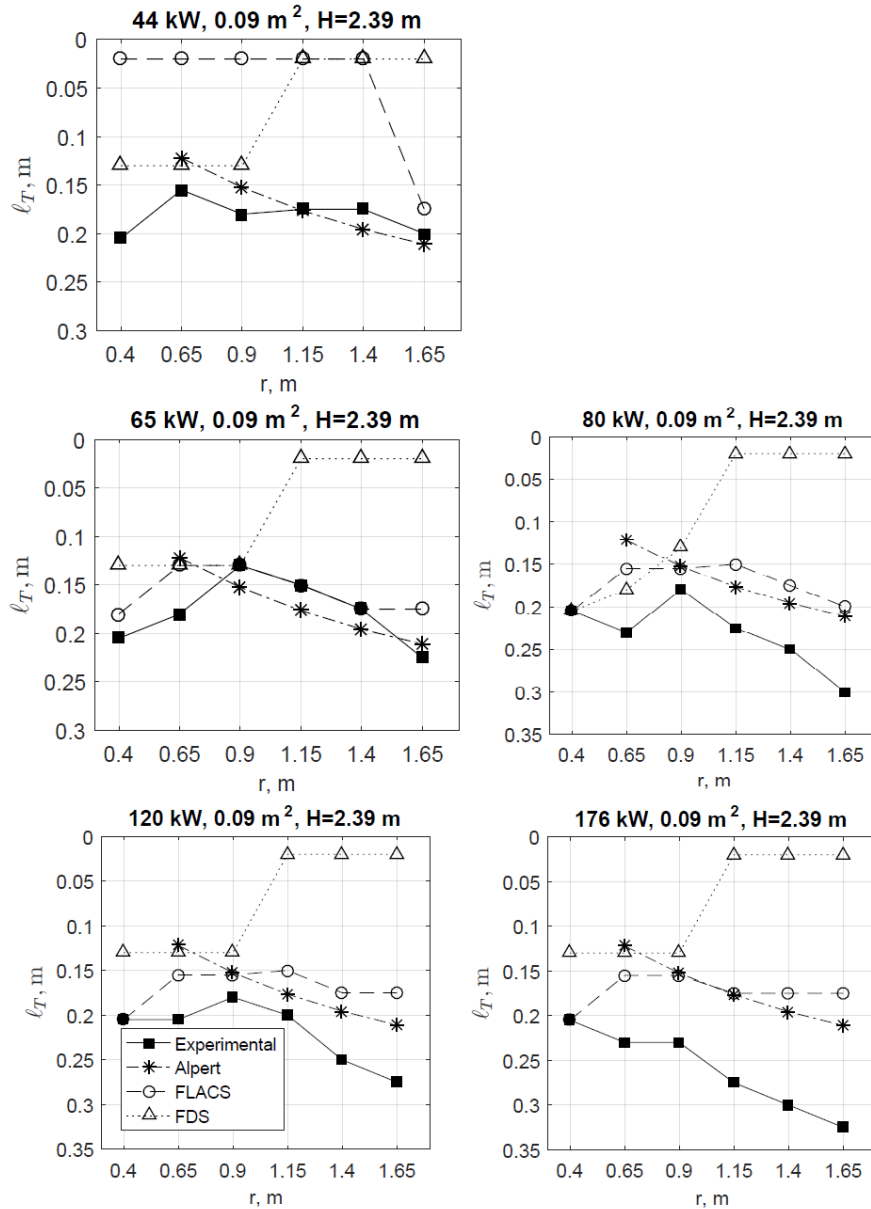 44 kW, 0.09 m², H=2.39 m
0
0.05
0.1
0.15
0.2
0.25
0.3
ℓ_T, m
0.4 0.65 0.9 1.15 1.4 1.65
r, m
65 kW, 0.09 m², H=2.39 m
0
0.05
0.1
0.15
0.2
0.25
0.3
ℓ_T, m
0.4 0.65 0.9 1.15 1.4 1.65
r, m
80 kW, 0.09 m², H=2.39 m
0
0.05
0.1
0.15
0.2
0.25
0.3
0.35
ℓ_T, m
0.4 0.65 0.9 1.15 1.4 1.65
r, m
120 kW, 0.09 m², H=2.39 m
0
0.05
0.1
0.15
0.2
0.25
0.3
0.35
ℓ_T, m
Experimental
Alpert
FLACS
FDS
0.4 0.65 0.9 1.15 1.4 1.65
r, m
176 kW, 0.09 m², H=2.39 m
0
0.05
0.1
0.15
0.2
0.25
0.3
0.35
ℓ_T, m
0.4 0.65 0.9 1.15 1.4 1.65
r, m